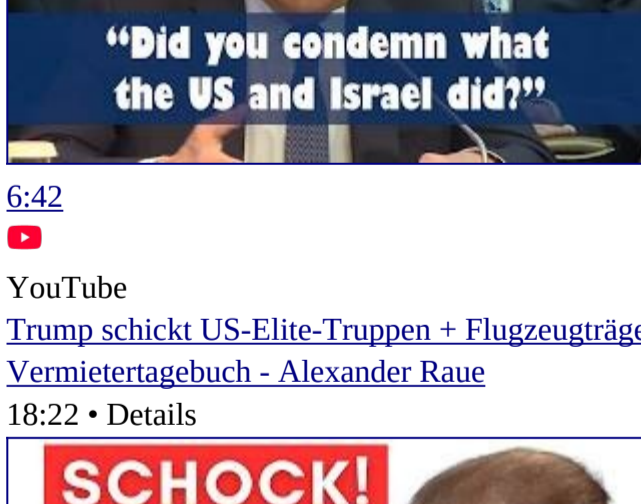 “Did you condemn what
the US and Israel did?”
6:42
YouTube
Trump schickt US-Elite-Truppen + Flugzeugträge
Vermietertagebuch - Alexander Raue
18:22 • Details
SCHOCK!